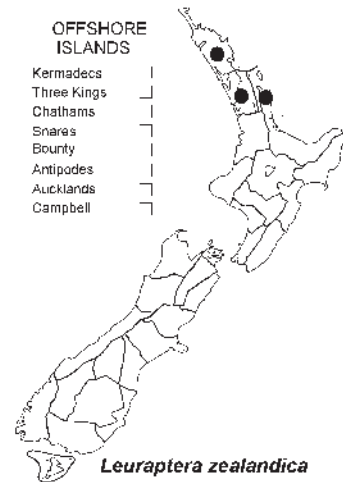 OFFSHORE
ISLANDS
Kermadecs
Three Kings
Chathams
Snares
Bounty
Antipodes
Aucklands
Campbell
Leuraptera zealandica